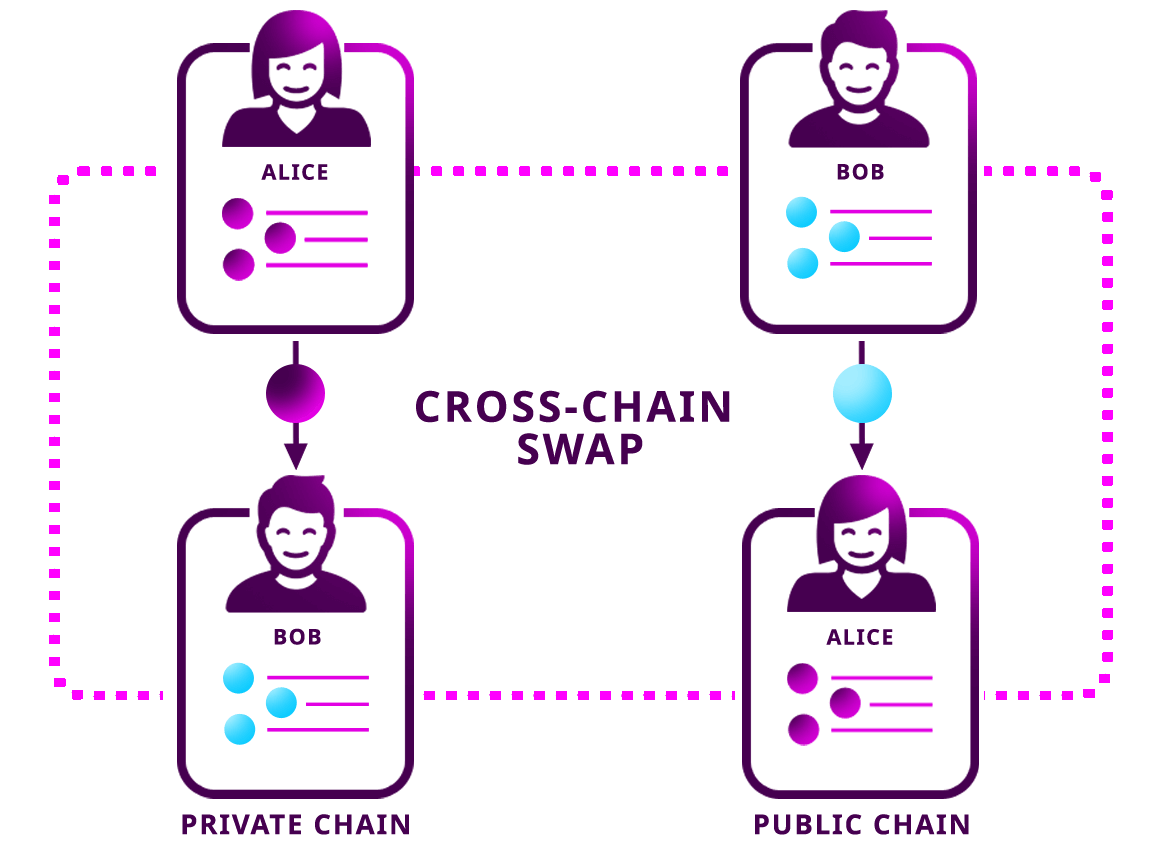 ALICE
BOB
CROSS-CHAIN
SWAP
BOB
ALICE
PRIVATE CHAIN
PUBLIC CHAIN